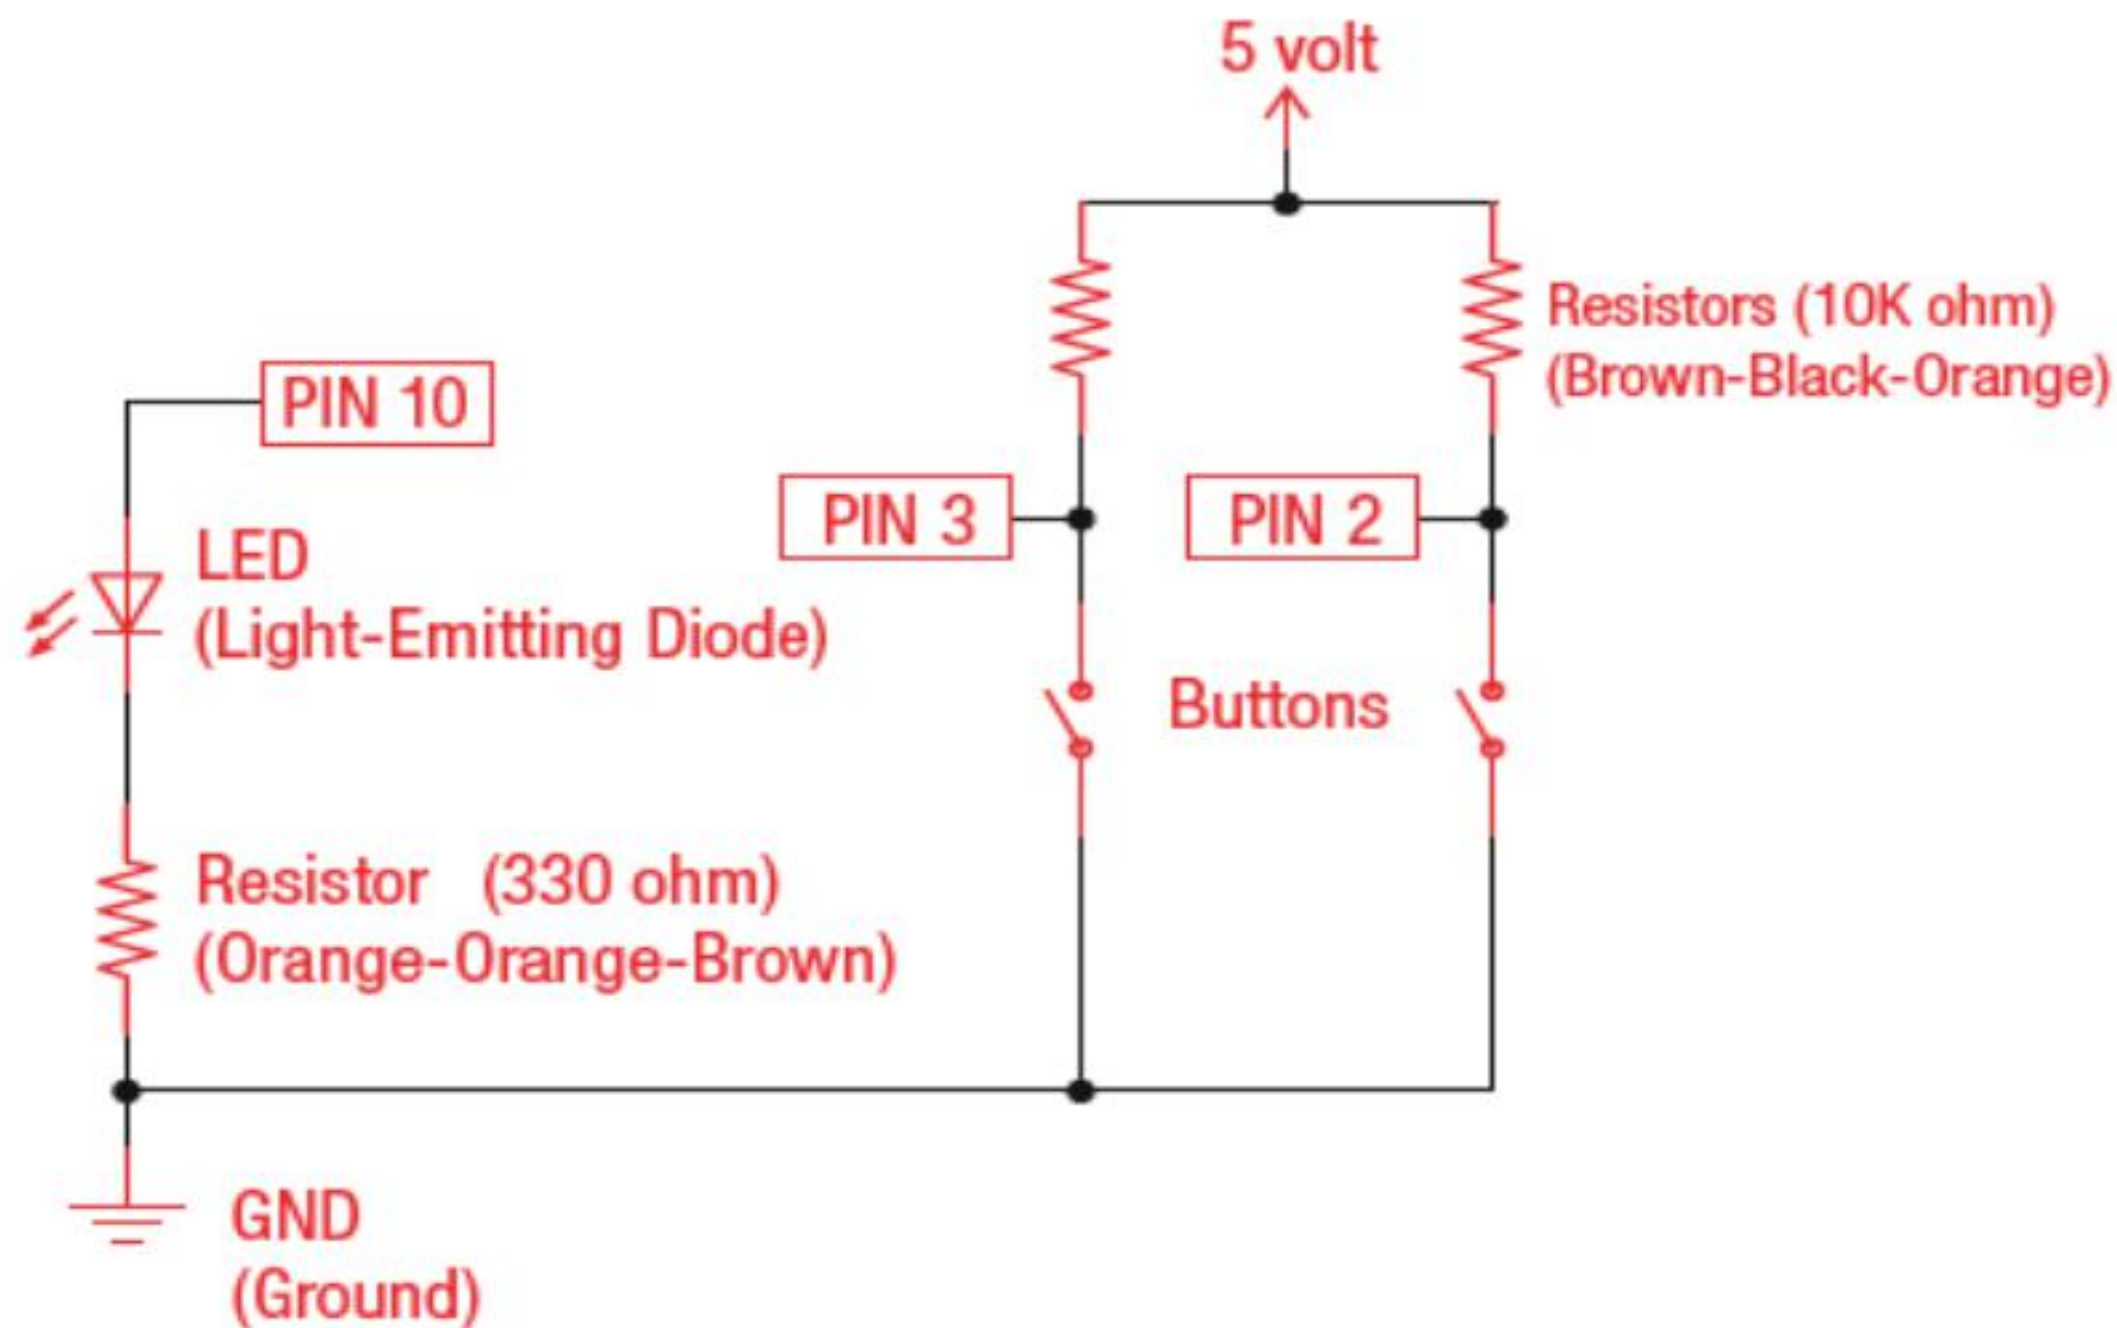 5 volt
Resistors (10K ohm)
(Brown-Black-Orange)
PIN 10
PIN 3
PIN 2
LED
(Light-Emitting Diode)
Buttons
Resistor (330 ohm)
(Orange-Orange-Brown)
GND
(Ground)